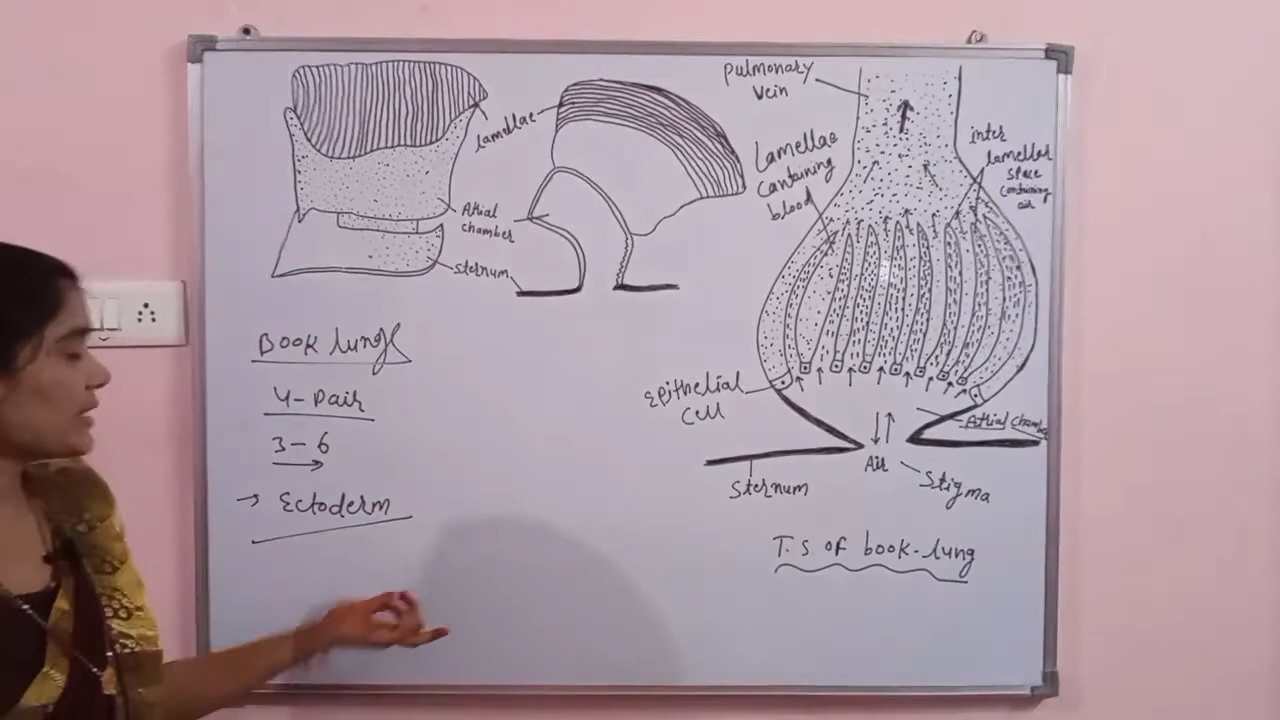 Lamellae
Atrial
chamber
Sternum
Book lungs
4-Pair
3-6
→ Ectoderm
Pulmonary
vein
Lamellae
Containing
blood
inter
lamellar
space
containing
air
Epithelial
Cell
Atrial chamber
Air
Stigma
Sternum
T.S of book-lung